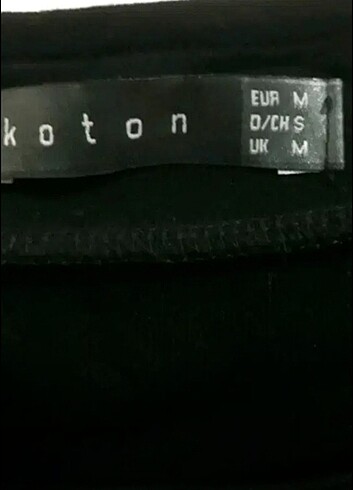 koton
EUR M
D/CH S
UK M